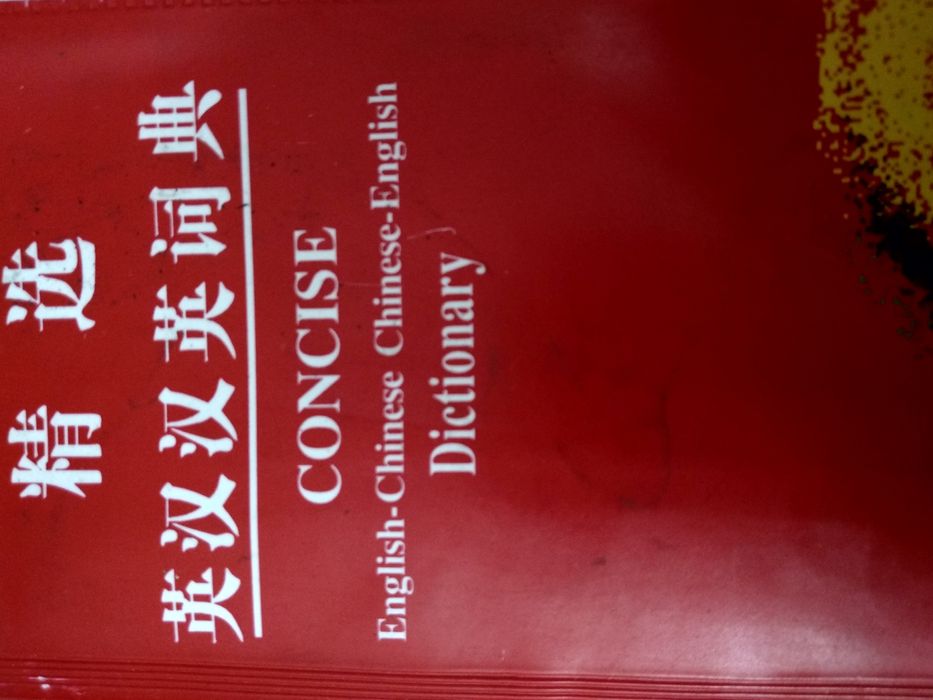 精 选
英汉汉英词典
CONCISE
English-Chinese Chinese-English
Dictionary